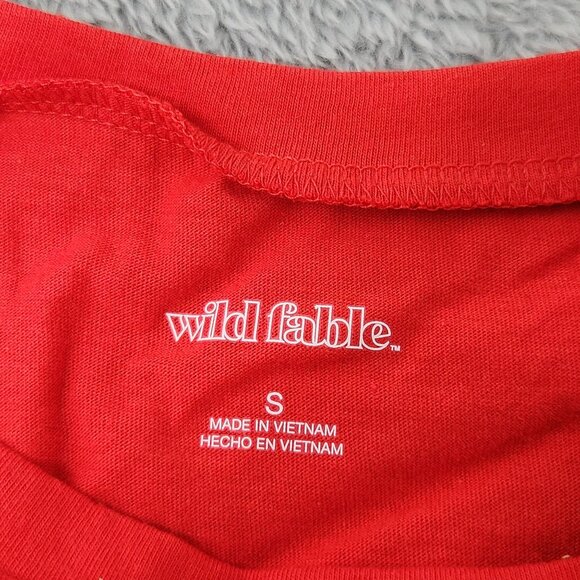 wild fable™
S
MADE IN VIETNAM
HECHO EN VIETNAM